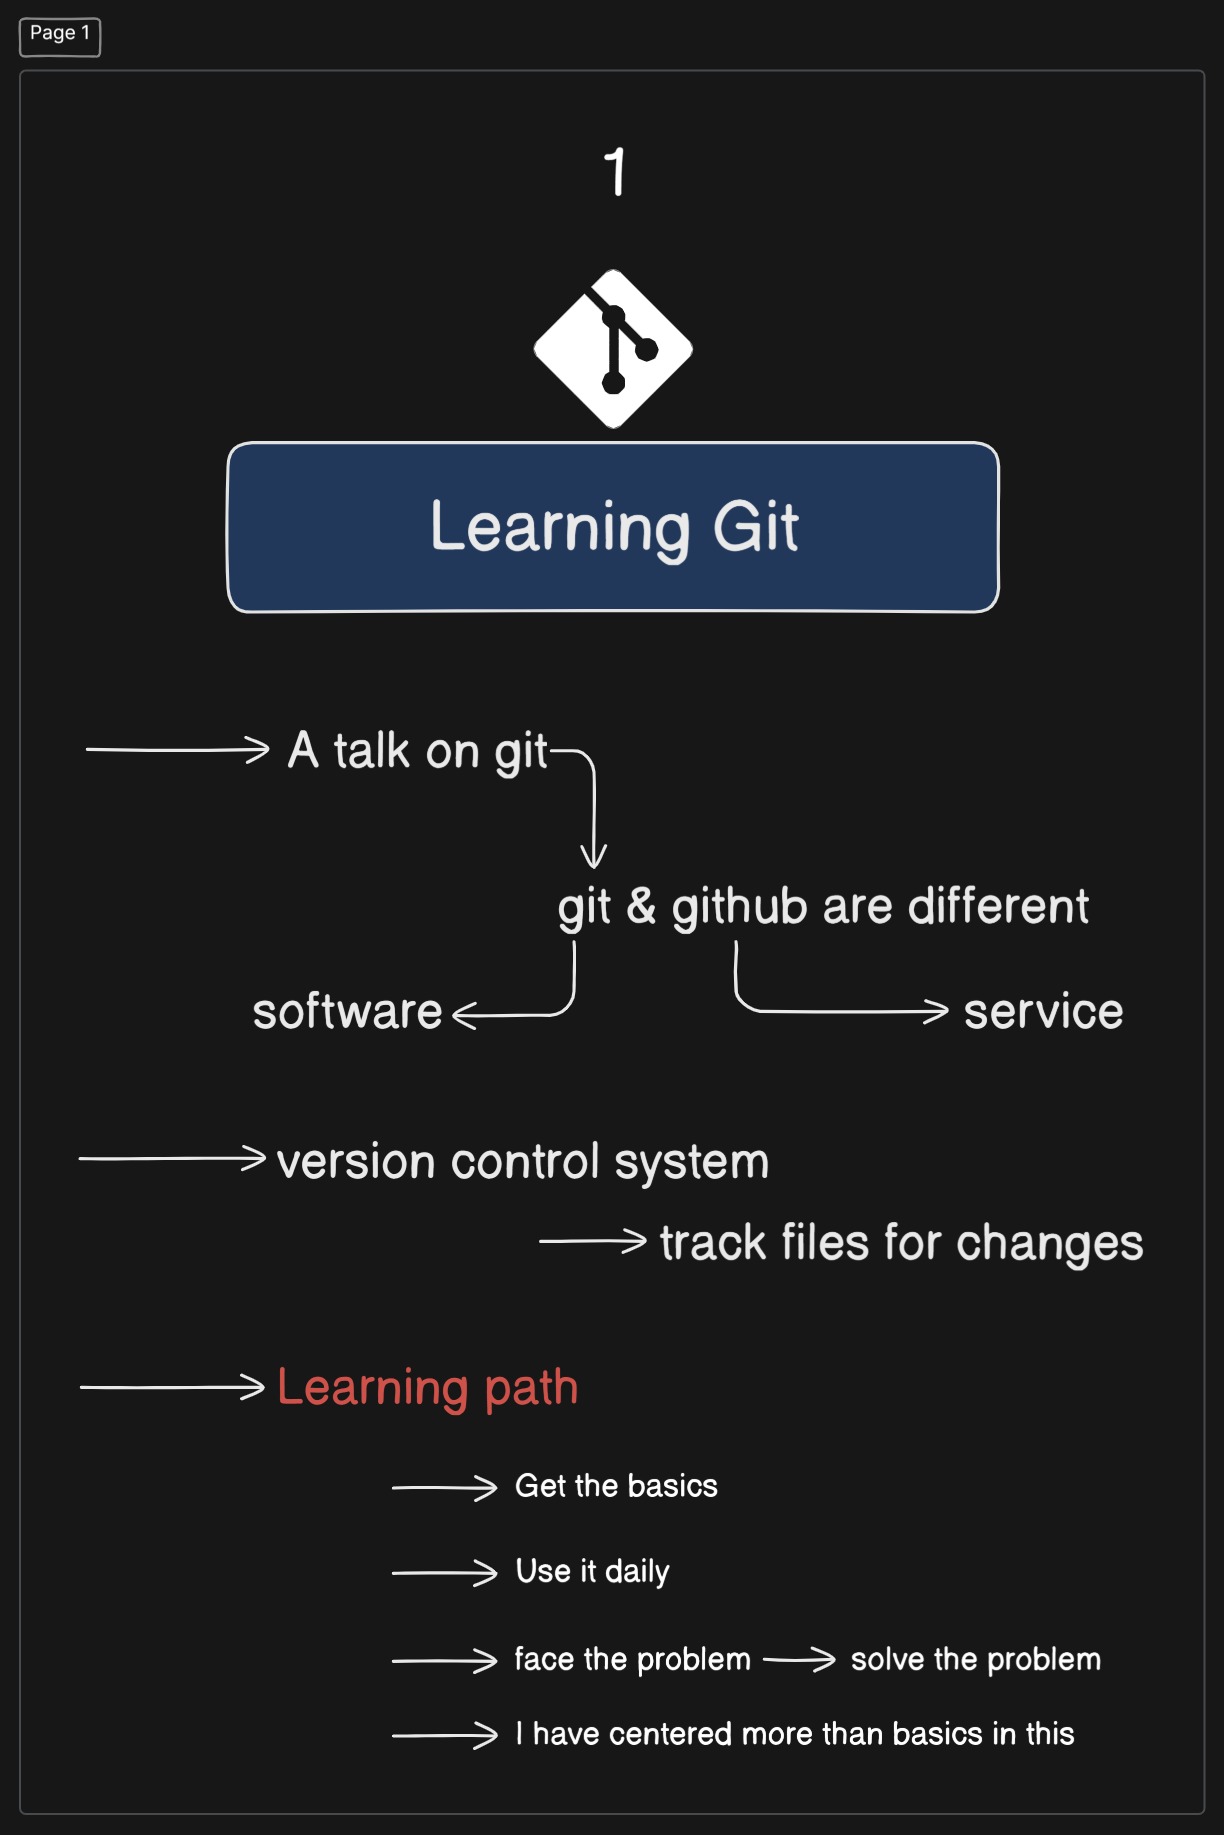 Page 1
1
Learning Git
A talk on git
git & github are different
software
service
version control system
track files for changes
Learning path
Get the basics
Use it daily
face the problem
solve the problem
I have centered more than basics in this